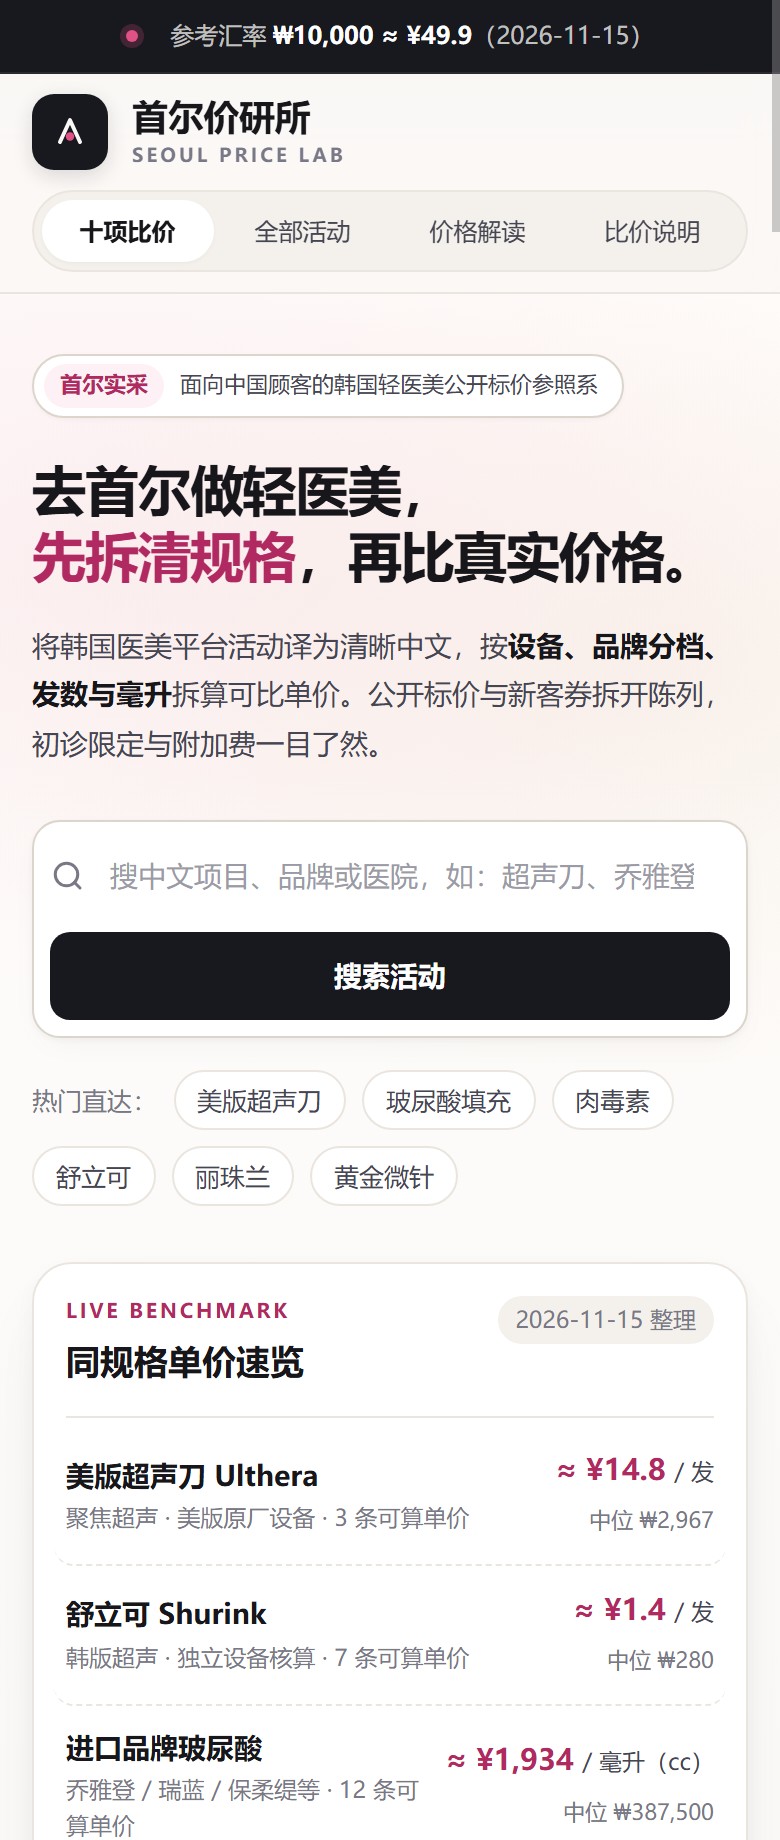 参考汇率 ₩10,000 ≈ ¥49.9（2026-11-15）
首尔价研所
SEOUL PRICE LAB
十项比价 全部活动 价格解读 比价说明
首尔实采 面向中国顾客的韩国轻医美公开标价参照系
去首尔做轻医美，
先拆清规格，再比真实价格。
将韩国医美平台活动译为清晰中文，按设备、品牌分档、
发数与毫升拆算可比单价。公开标价与新客券拆开陈列，
初诊限定与附加费一目了然。
搜中文项目、品牌或医院，如：超声刀、乔雅登
搜索活动
热门直达： 美版超声刀 玻尿酸填充 肉毒素
舒立可 丽珠兰 黄金微针
LIVE BENCHMARK
2026-11-15 整理
同规格单价速览
美版超声刀 Ulthera ≈ ¥14.8 / 发
聚焦超声 · 美版原厂设备 · 3 条可算单价 中位 ₩2,967
舒立可 Shurink ≈ ¥1.4 / 发
韩版超声 · 独立设备核算 · 7 条可算单价 中位 ₩280
进口品牌玻尿酸 ≈ ¥1,934 / 毫升（cc）
乔雅登 / 瑞蓝 / 保柔缇等 · 12 条可
算单价 中位 ₩387,500